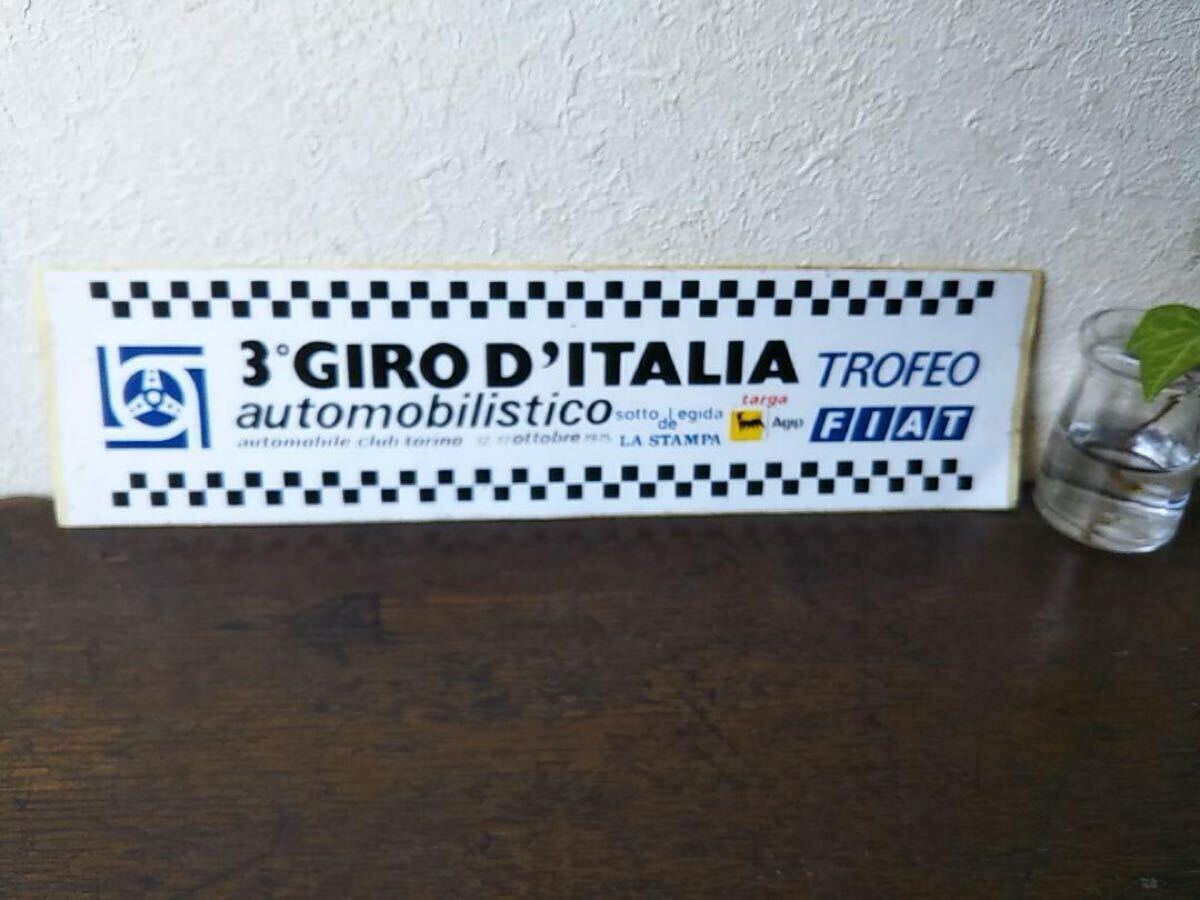 3° GIRO D'ITALIA
automobilistico
automobile club torino ottobre
sotto l egida
de
LA STAMPA
targa
Agip
TROFEO
FIAT